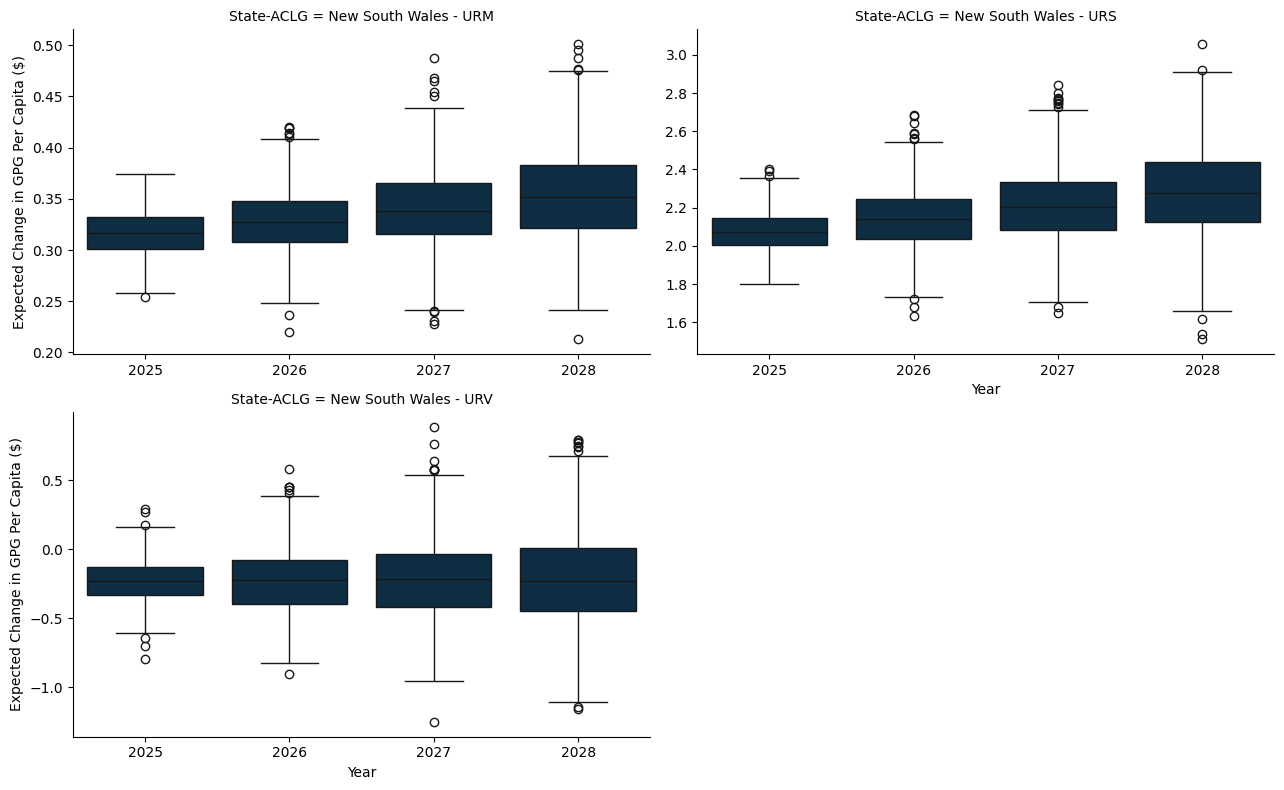 State-ACLG = New South Wales - URM
Expected Change in GPG Per Capita ($)
0.50
0.45
0.40
0.35
0.30
0.25
0.20
2025 2026 2027 2028
State-ACLG = New South Wales - URS
3.0
2.8
2.6
2.4
2.2
2.0
1.8
1.6
2025 2026 2027 2028
Year
State-ACLG = New South Wales - URV
Expected Change in GPG Per Capita ($)
0.5
0.0
−0.5
−1.0
2025 2026 2027 2028
Year